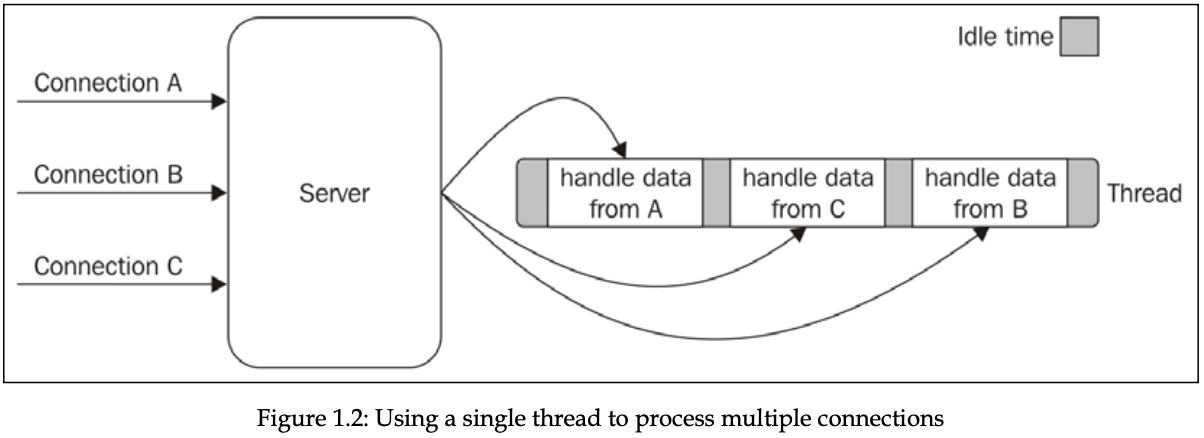 Idle time
Connection A
Connection B
Connection C
Server
handle data
from A
handle data
from C
handle data
from B
Thread
Figure 1.2: Using a single thread to process multiple connections